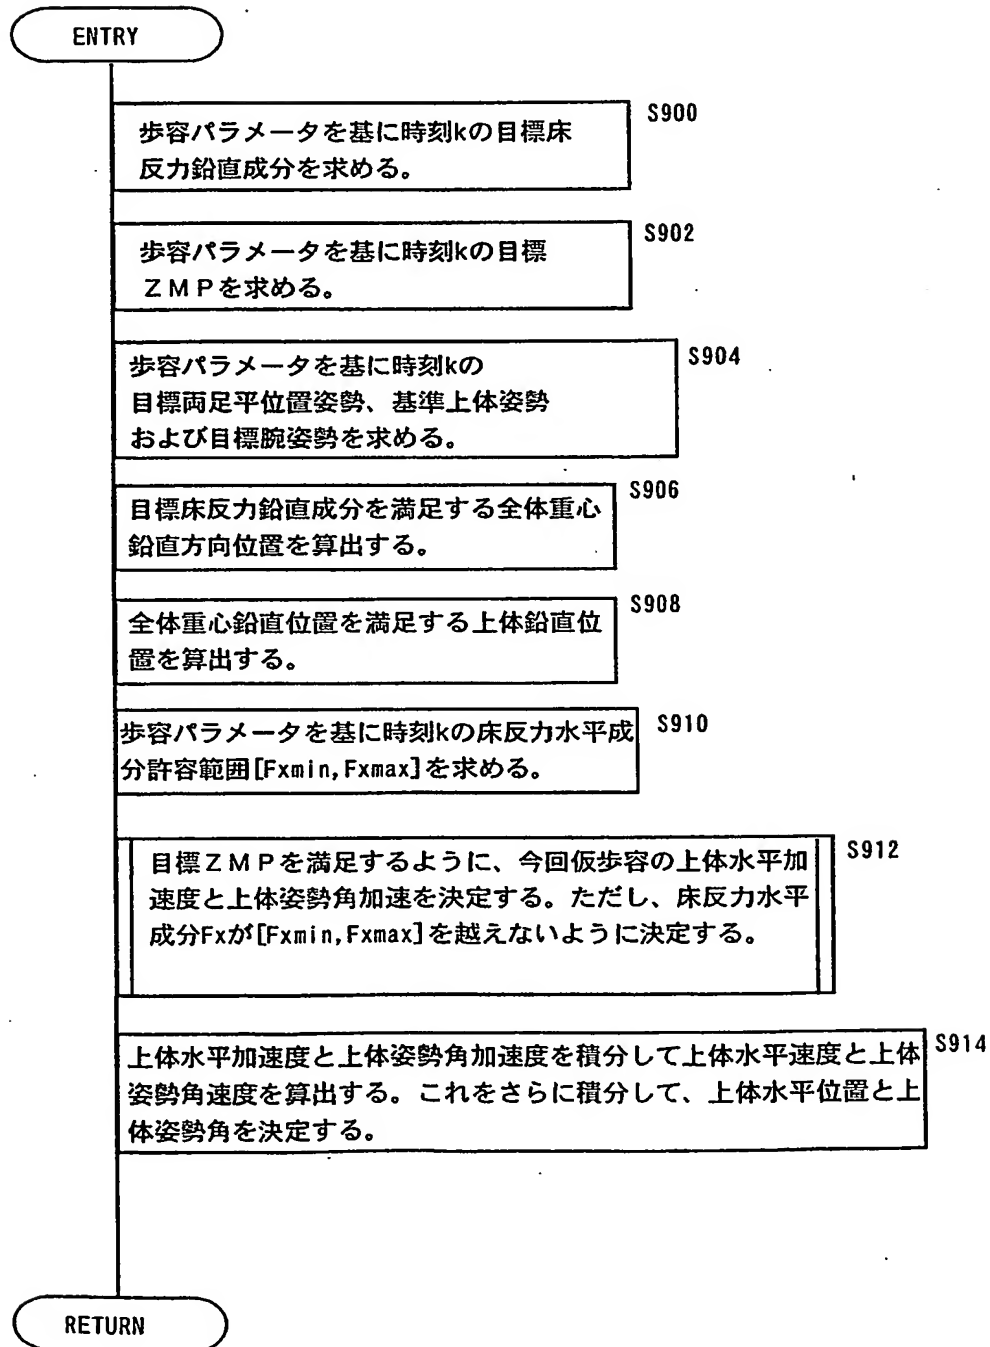 ENTRY
S900
歩容パラメータを基に時刻kの目標床
反力鉛直成分を求める。
S902
歩容パラメータを基に時刻kの目標
ZMPを求める。
S904
歩容パラメータを基に時刻kの
目標両足平位置姿勢、基準上体姿勢
および目標腕姿勢を求める。
S906
目標床反力鉛直成分を満足する全体重心
鉛直方向位置を算出する。
S908
全体重心鉛直位置を満足する上体鉛直位
置を算出する。
S910
歩容パラメータを基に時刻kの床反力水平成
分許容範囲[Fxmin,Fxmax]を求める。
S912
目標ZMPを満足するように、今回仮歩容の上体水平加
速度と上体姿勢角加速を決定する。ただし、床反力水平
成分Fxが[Fxmin,Fxmax]を越えないように決定する。
S914
上体水平加速度と上体姿勢角加速度を積分して上体水平速度と上体
姿勢角速度を算出する。これをさらに積分して、上体水平位置と上
体姿勢角を決定する。
RETURN